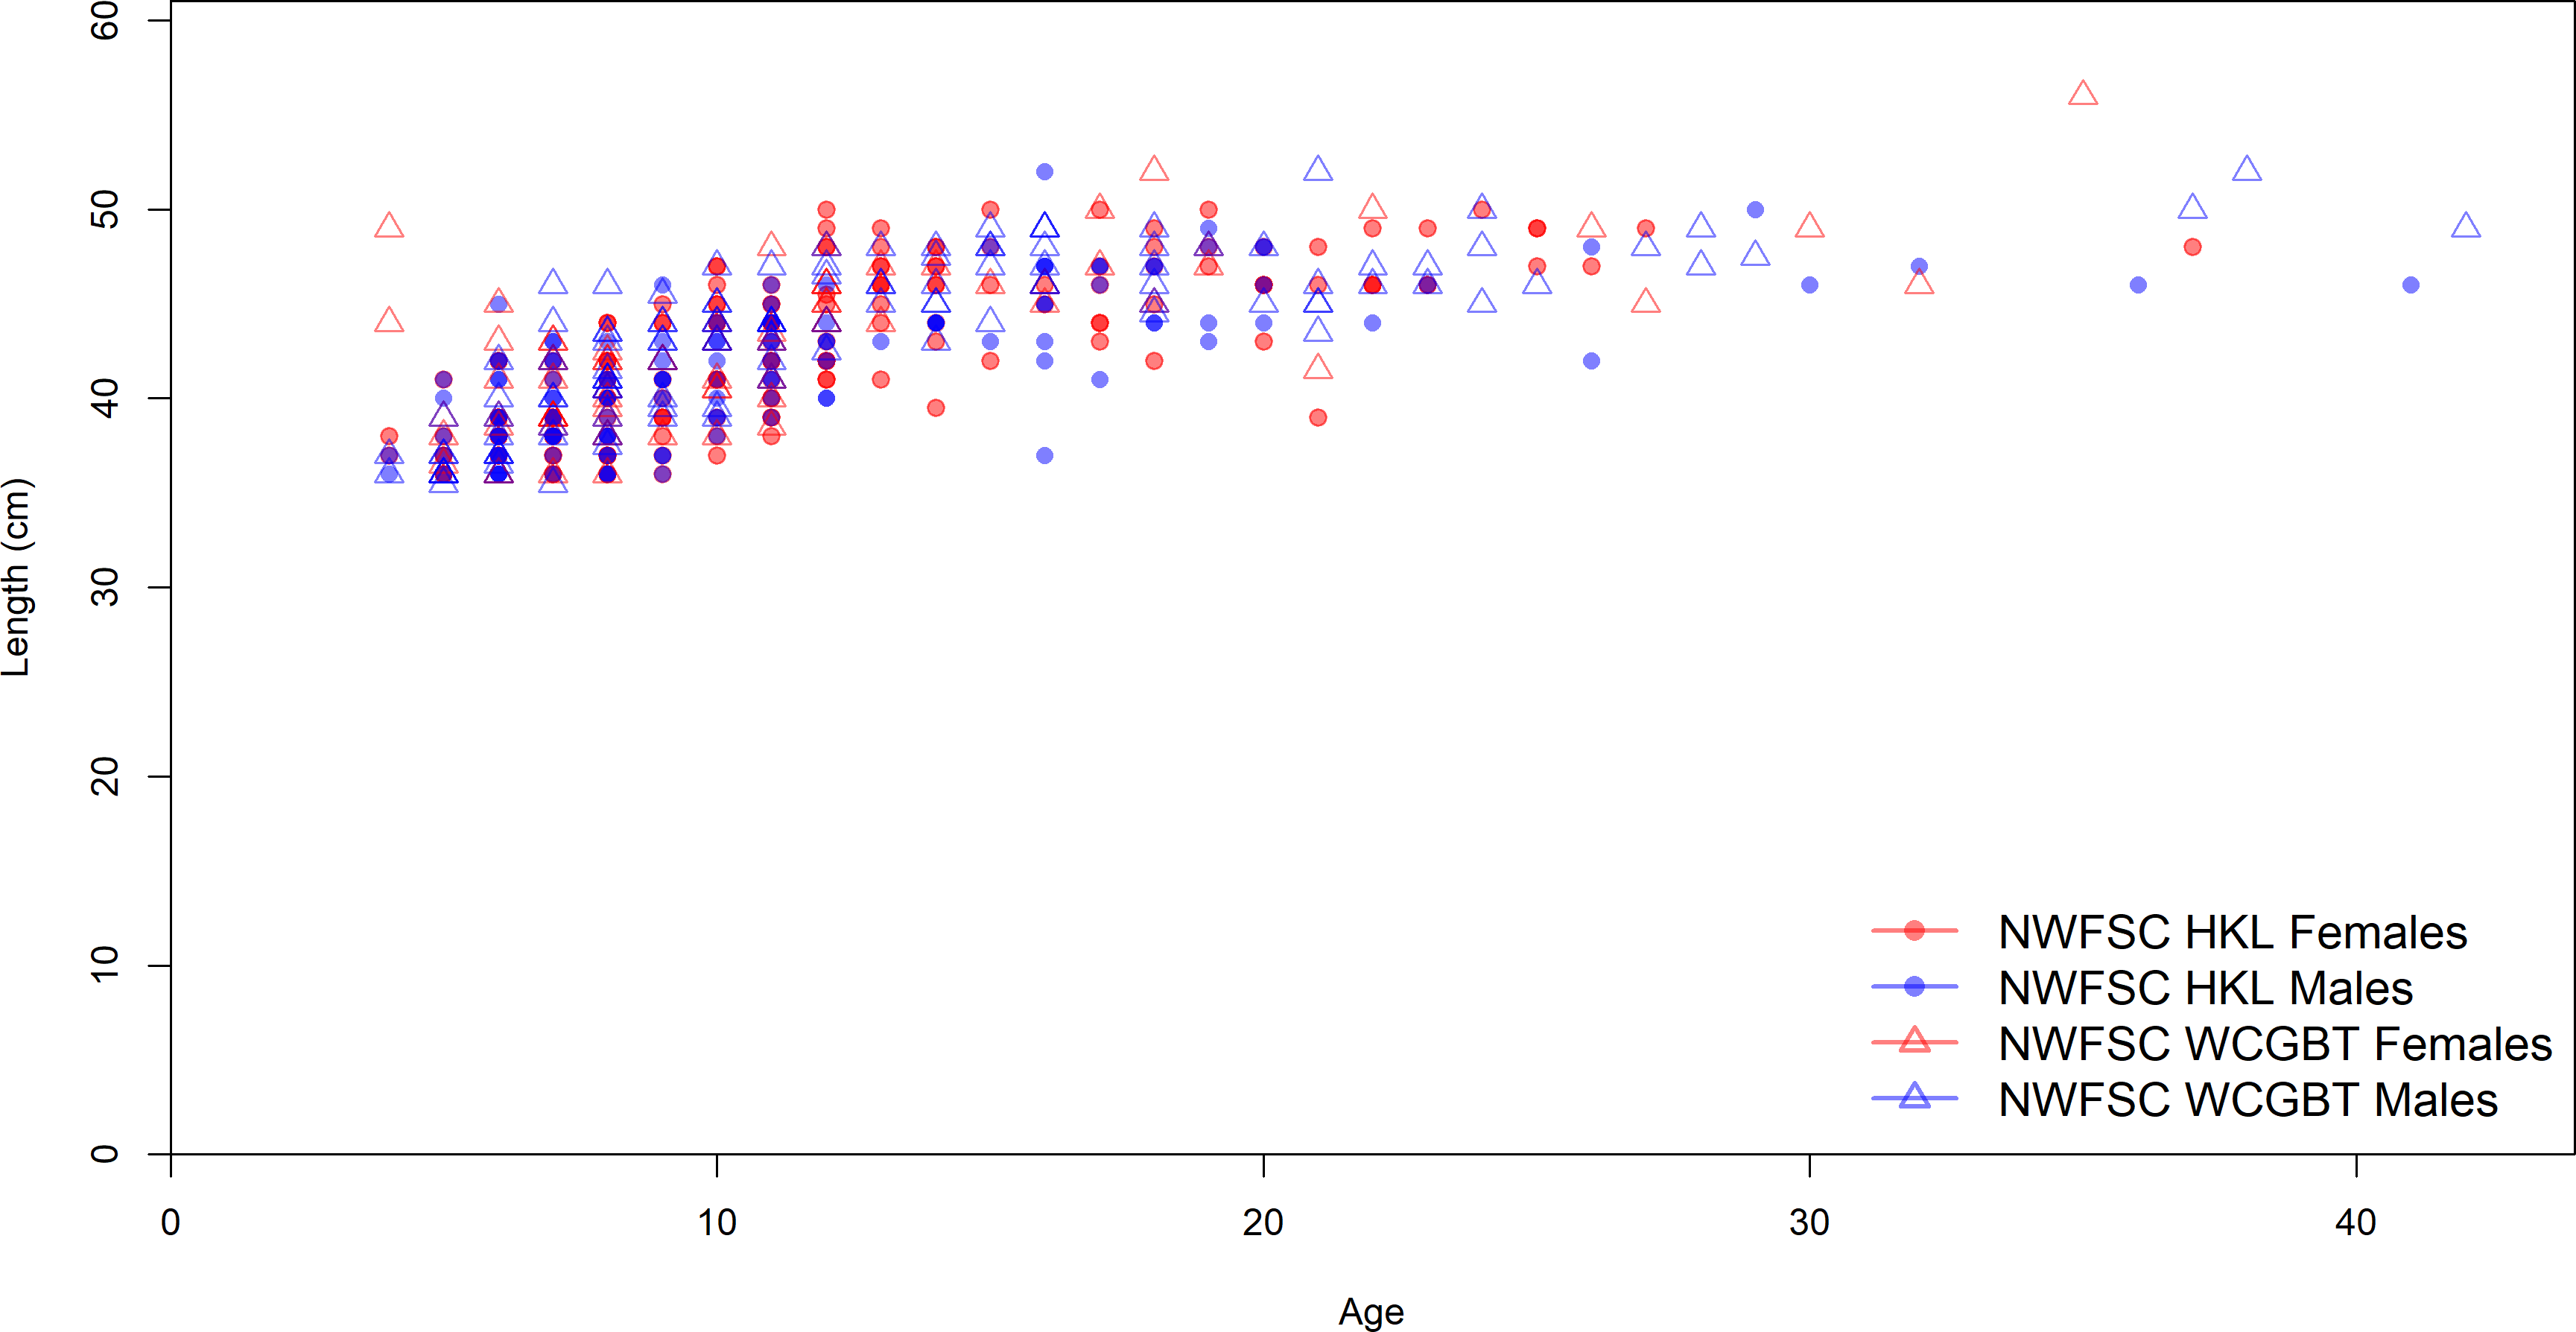 60
50
40
30
20
10
0
Length (cm)
NWFSC HKL Females
NWFSC HKL Males
NWFSC WCGBT Females
NWFSC WCGBT Males
0 10 20 30 40
Age